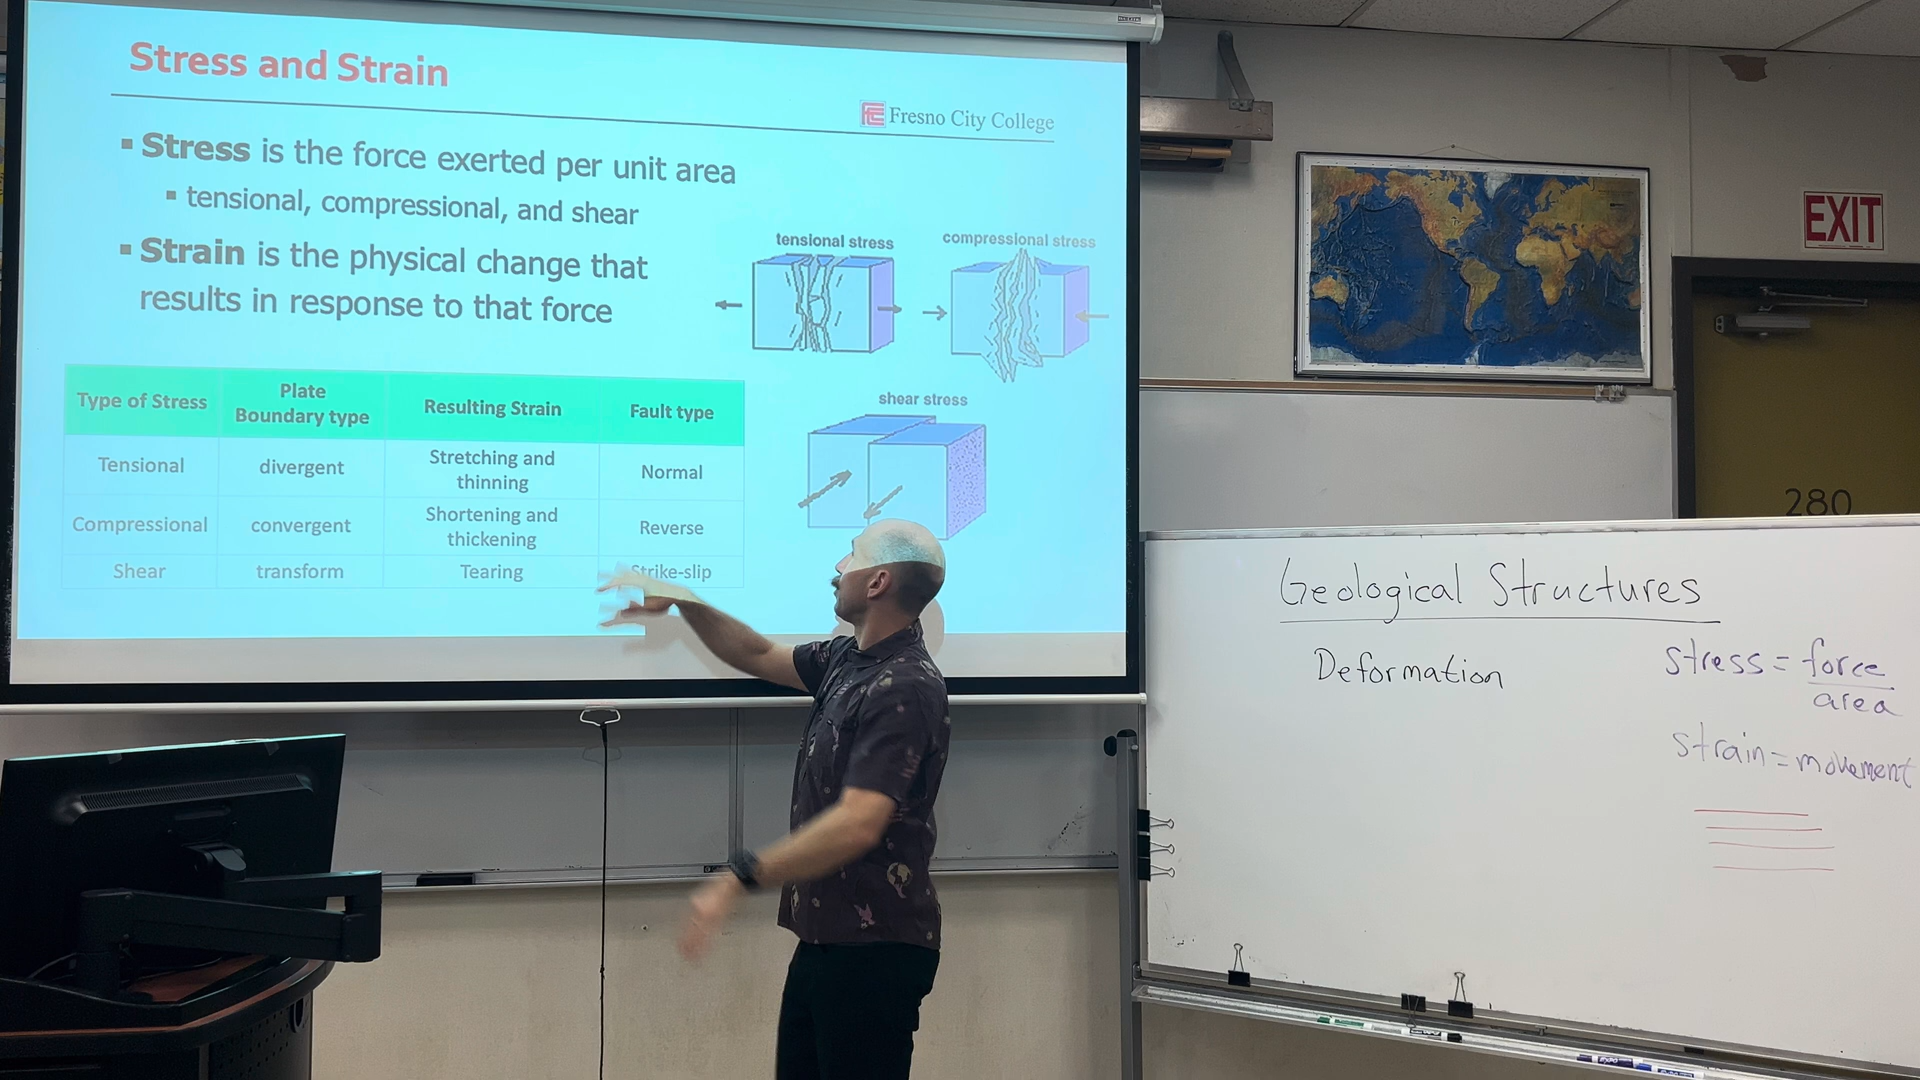 Stress and Strain
Fresno City College
▪ Stress is the force exerted per unit area
▪ tensional, compressional, and shear
▪ Strain is the physical change that
results in response to that force
tensional stress
compressional stress
shear stress
Type of Stress
Plate
Boundary type
Resulting Strain
Fault type
Tensional
divergent
Stretching and
thinning
Normal
Compressional
convergent
Shortening and
thickening
Reverse
Shear
transform
Tearing
Strike-slip
EXIT
280
Geological Structures
Deformation
stress = force
area
strain = movement
EXPO